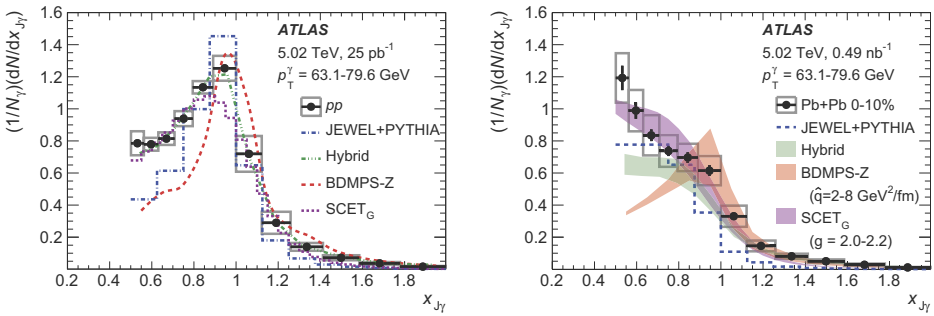 ATLAS
5.02 TeV, 25 pb⁻¹
p_T^γ = 63.1-79.6 GeV
pp
JEWEL+PYTHIA
Hybrid
BDMPS-Z
SCET_G
(1/N_γ)(dN/dx_Jγ)
1.6
1.4
1.2
1.0
0.8
0.6
0.4
0.2
0.2 0.4 0.6 0.8 1 1.2 1.4 1.6 1.8
x_Jγ
ATLAS
5.02 TeV, 0.49 nb⁻¹
p_T^γ = 63.1-79.6 GeV
Pb+Pb 0-10%
JEWEL+PYTHIA
Hybrid
BDMPS-Z
(q̂=2-8 GeV²/fm)
SCET_G
(g = 2.0-2.2)
(1/N_γ)(dN/dx_Jγ)
1.6
1.4
1.2
1.0
0.8
0.6
0.4
0.2
0.2 0.4 0.6 0.8 1 1.2 1.4 1.6 1.8
x_Jγ